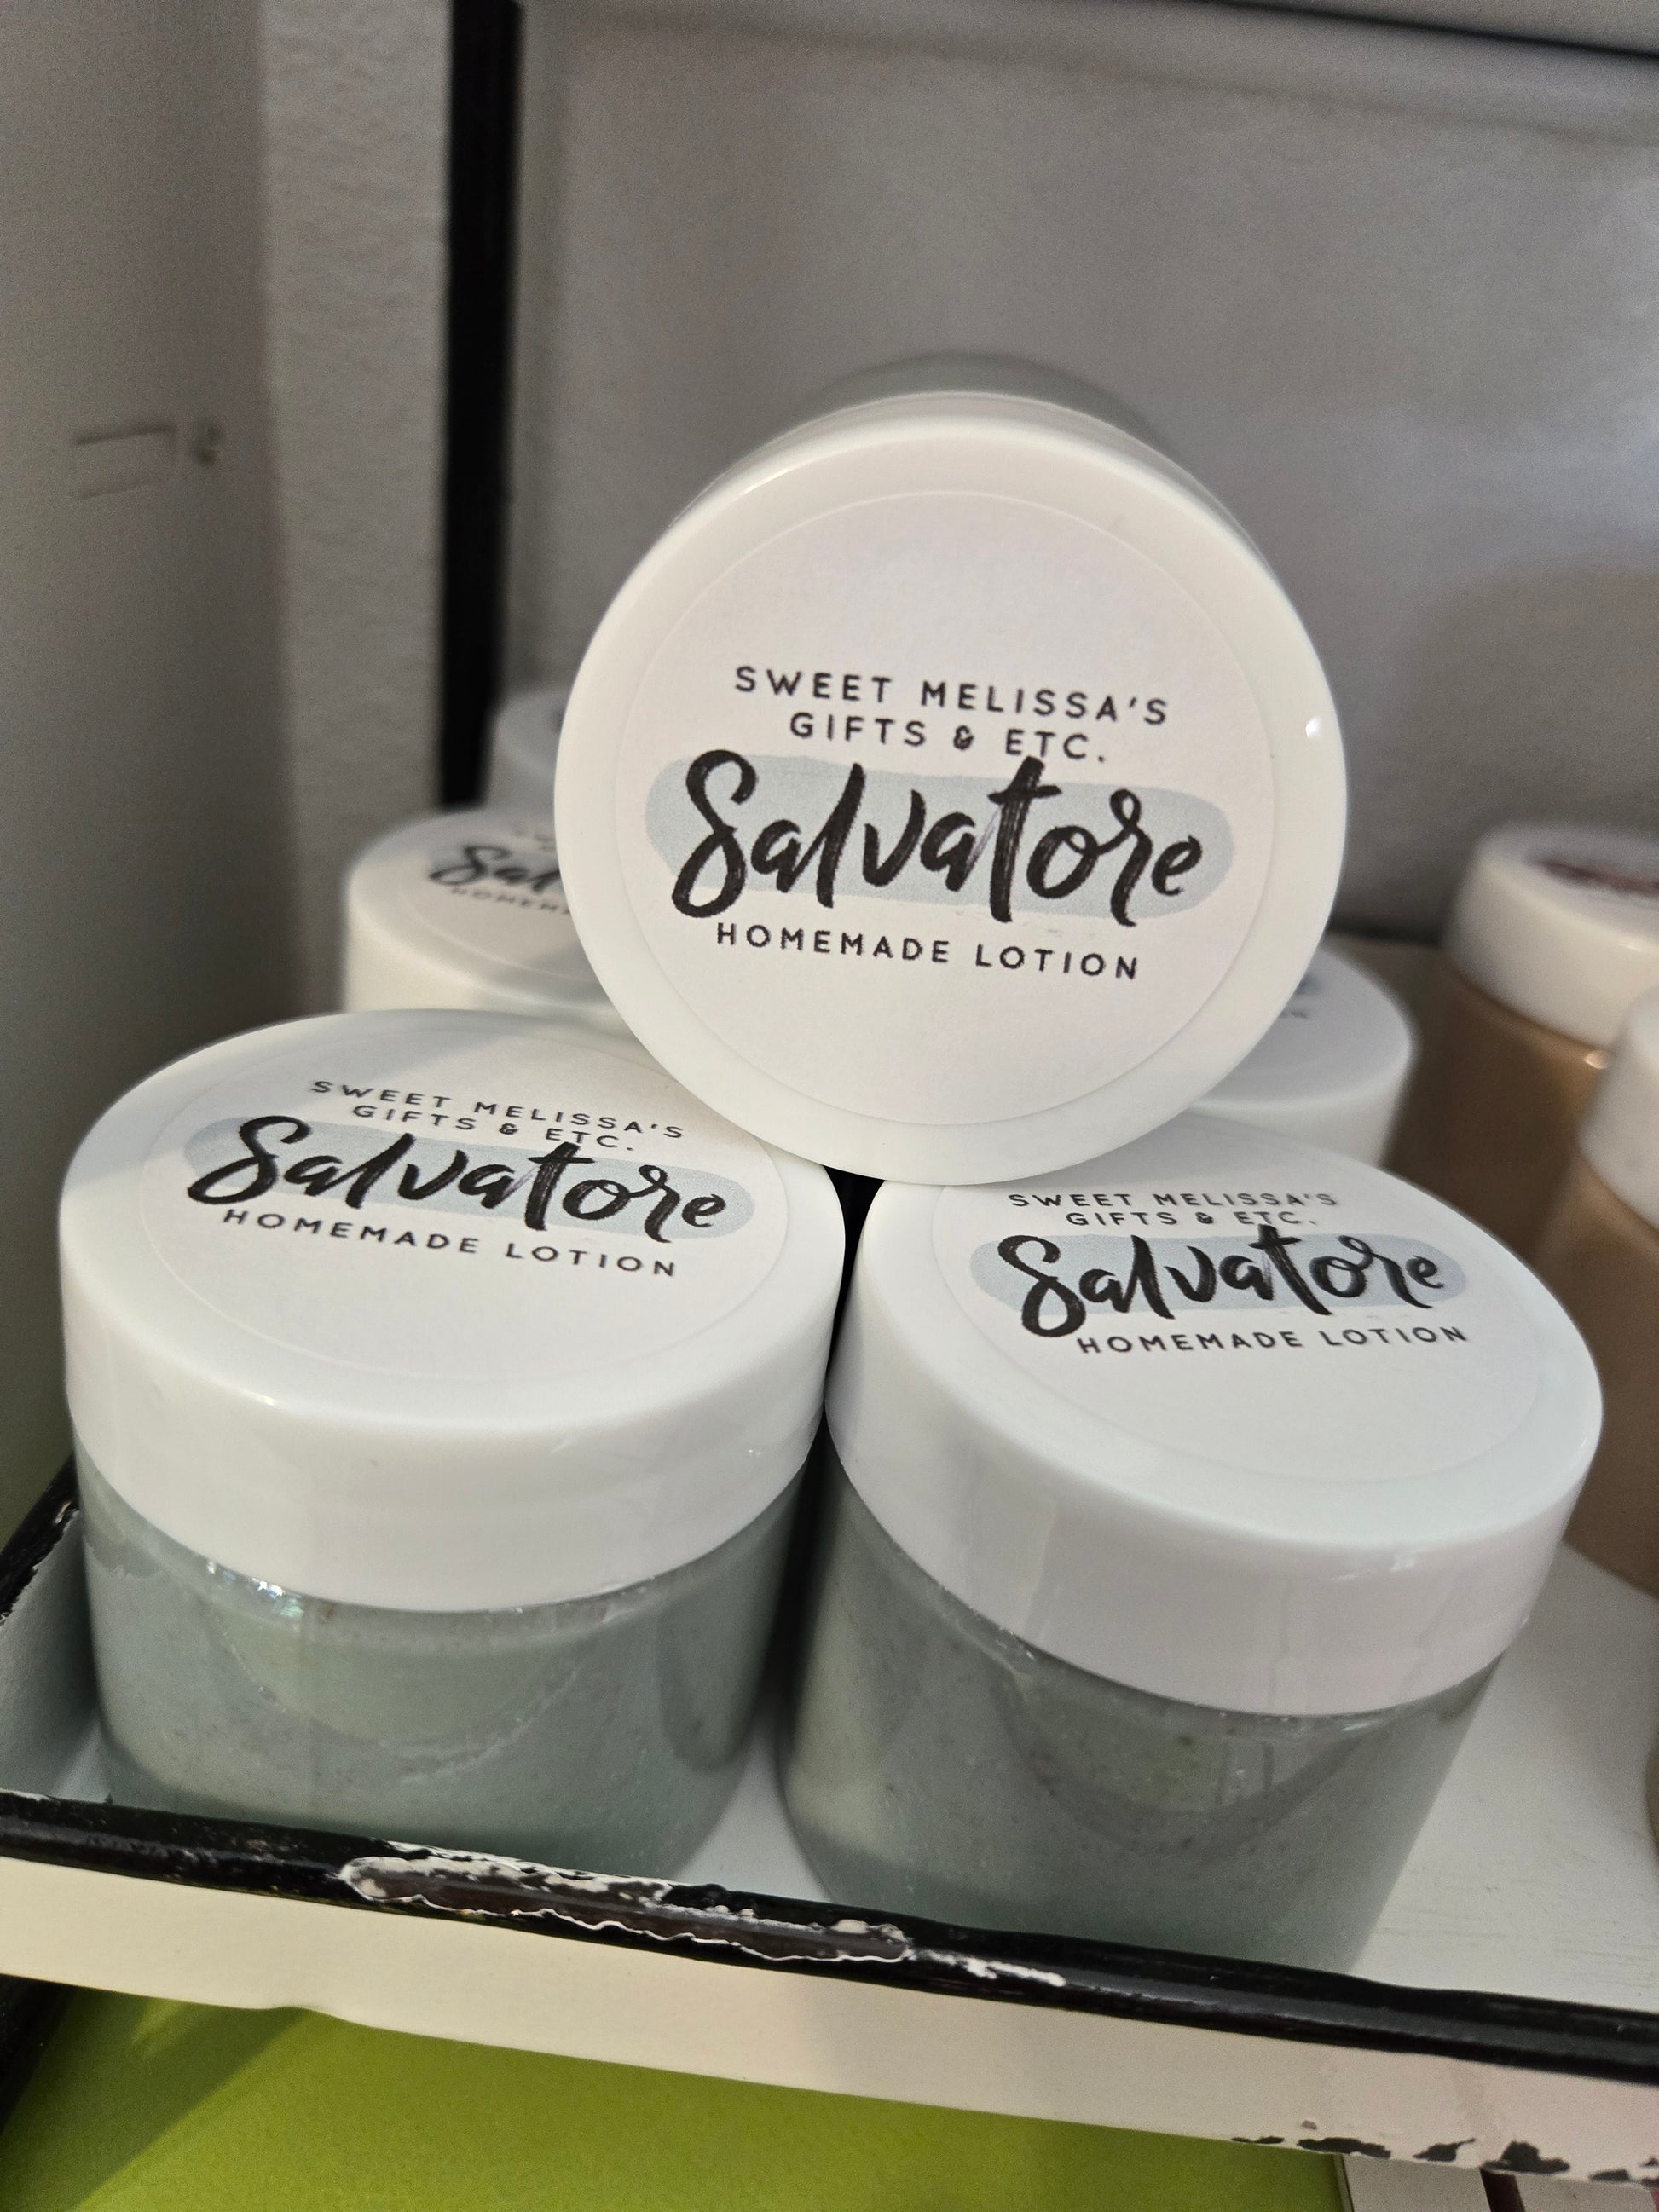 SWEET MELISSA'S
GIFTS & ETC.
Salvatore
HOMEMADE LOTION
SWEET MELISSA'S
GIFTS & ETC.
Salvatore
HOMEMADE LOTION
SWEET MELISSA'S
GIFTS & ETC.
Salvatore
HOMEMADE LOTION